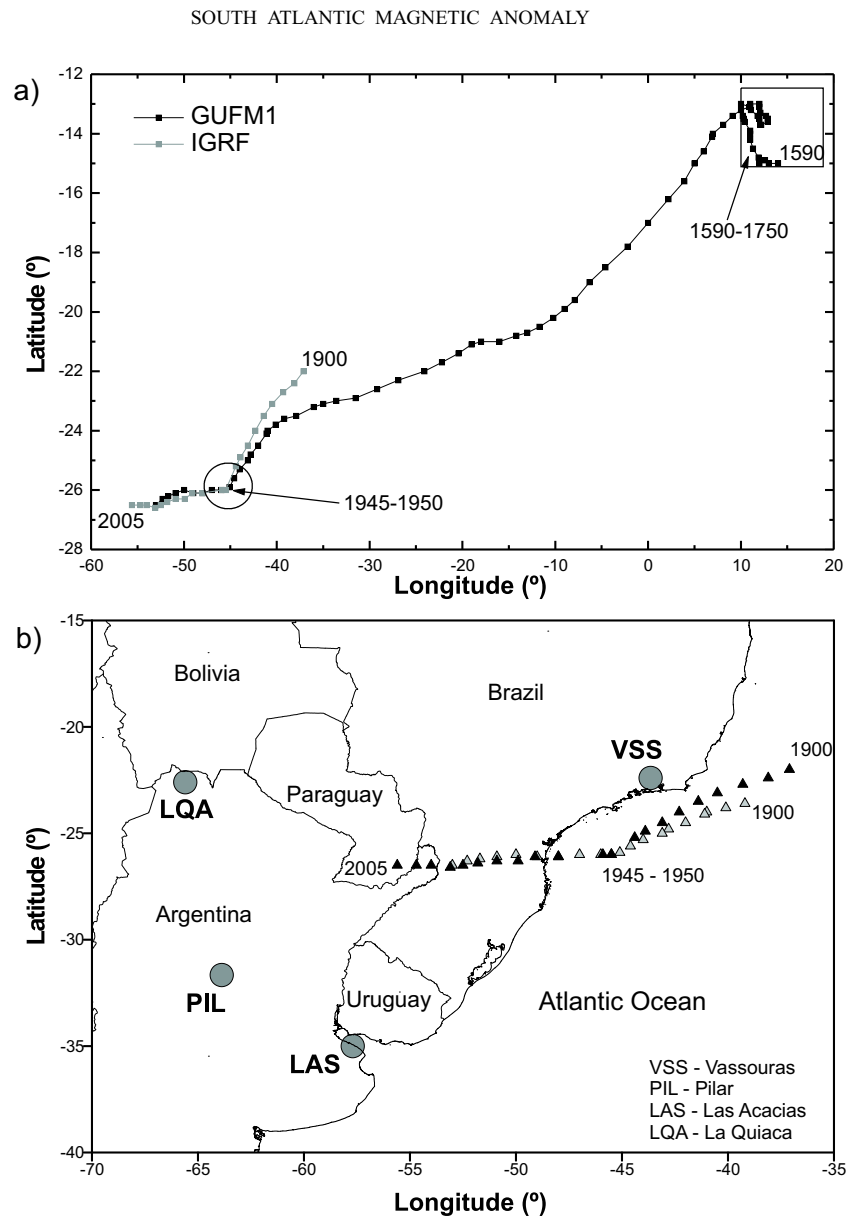 SOUTH ATLANTIC MAGNETIC ANOMALY
a)
-12
-14
-16
-18
-20
-22
-24
-26
-28
Latitude (º)
GUFM1
IGRF
1590
1590-1750
1900
1945-1950
2005
-60 -50 -40 -30 -20 -10 0 10 20
Longitude (º)
b)
-15
-20
-25
-30
-35
-40
Latitude (º)
Bolivia
Brazil
VSS
1900
LQA
Paraguay
1900
2005
1945 - 1950
Argentina
PIL
Uruguay
Atlantic Ocean
LAS
VSS - Vassouras
PIL - Pilar
LAS - Las Acacias
LQA - La Quiaca
-70 -65 -60 -55 -50 -45 -40 -35
Longitude (º)